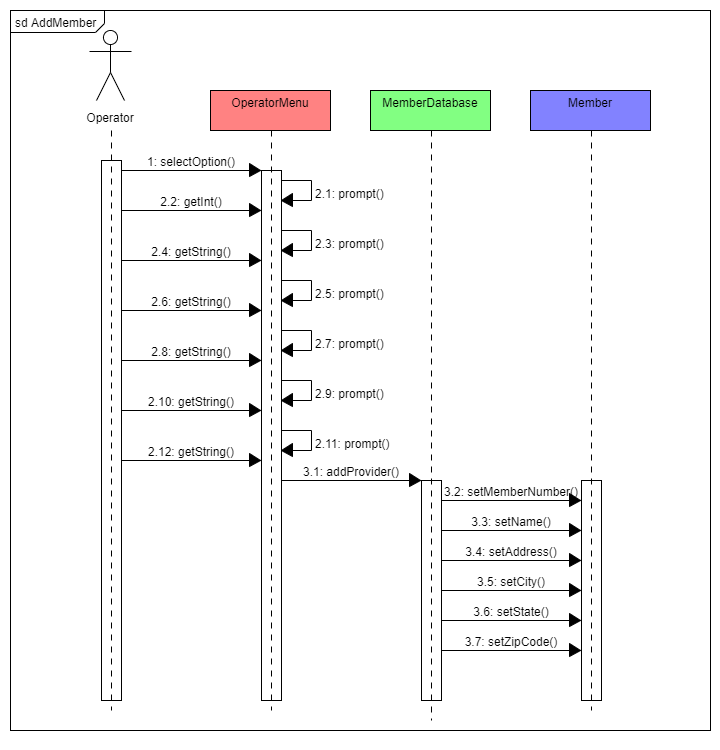 sd AddMember
Operator
OperatorMenu
MemberDatabase
Member
1: selectOption()
2.1: prompt()
2.2: getInt()
2.3: prompt()
2.4: getString()
2.5: prompt()
2.6: getString()
2.7: prompt()
2.8: getString()
2.9: prompt()
2.10: getString()
2.11: prompt()
2.12: getString()
3.1: addProvider()
3.2: setMemberNumber()
3.3: setName()
3.4: setAddress()
3.5: setCity()
3.6: setState()
3.7: setZipCode()